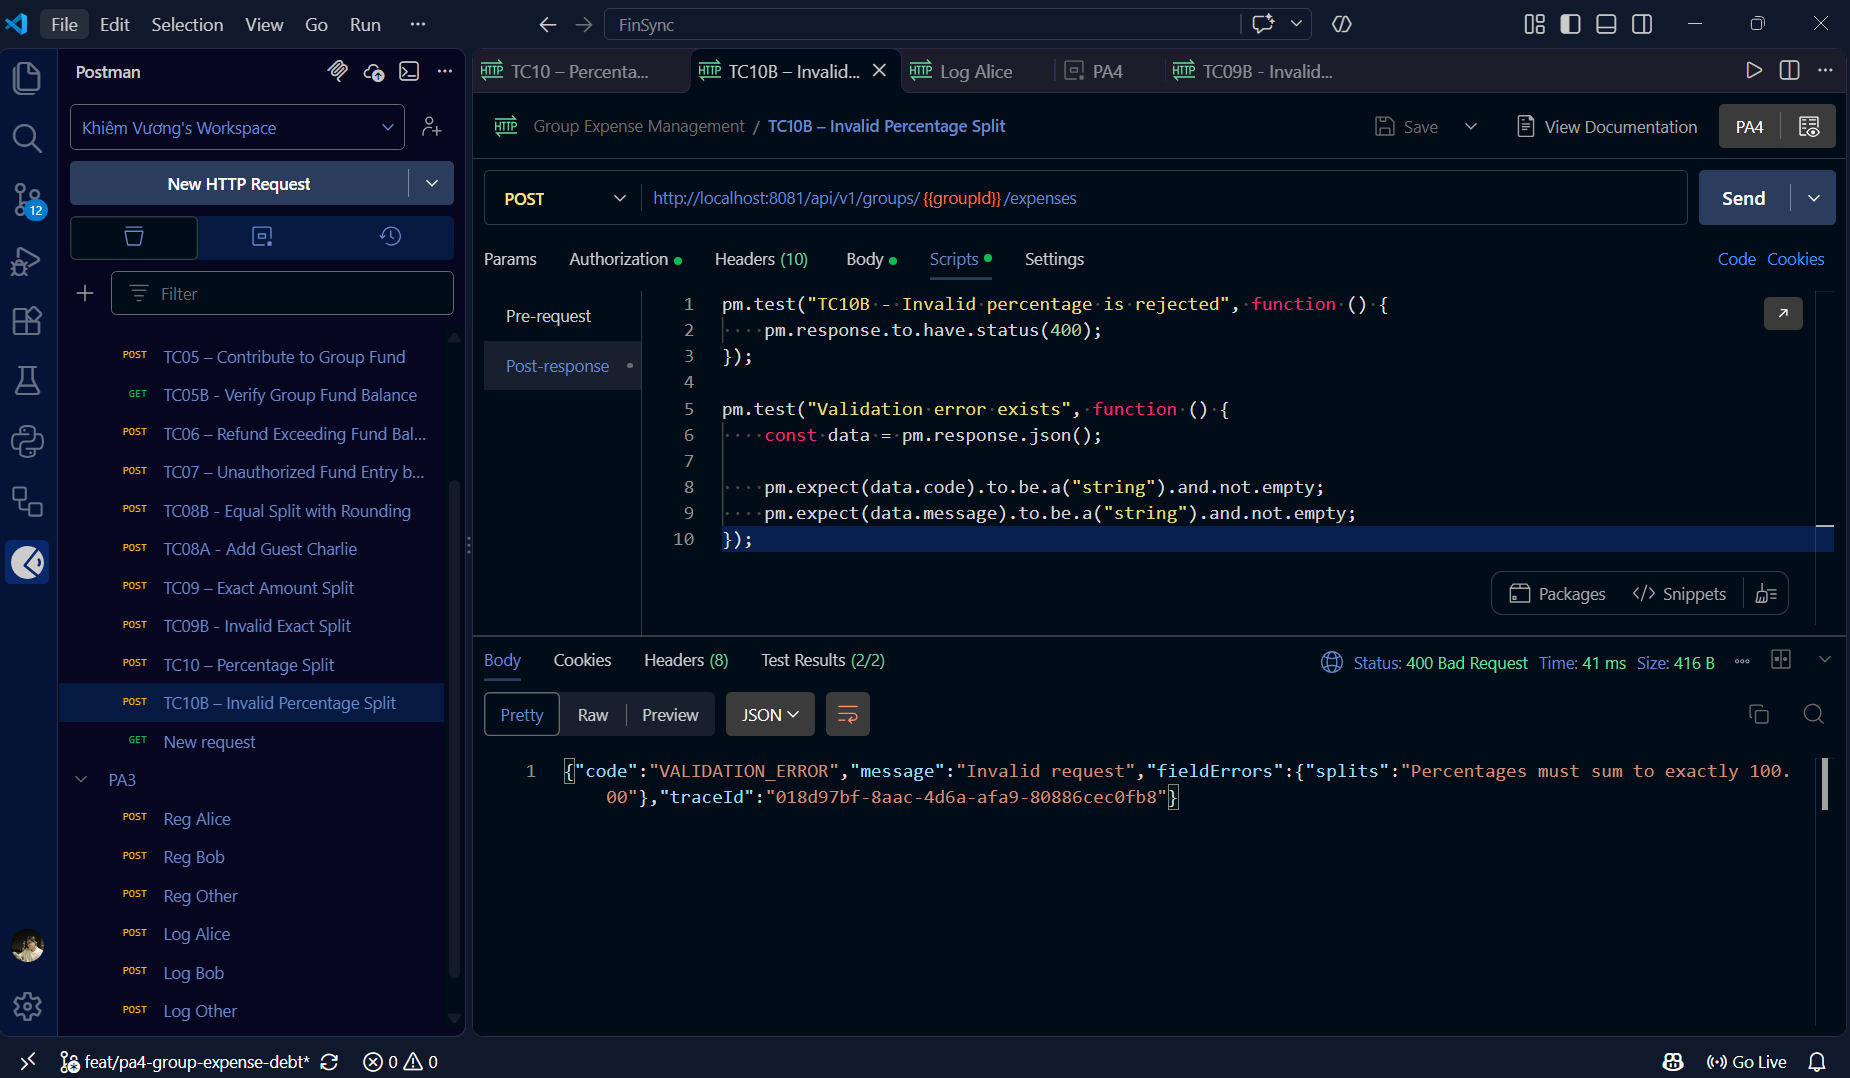 File Edit Selection View Go Run ···
FinSync
Postman
Khiêm Vương's Workspace
New HTTP Request
Filter
POST TC05 – Contribute to Group Fund
GET TC05B - Verify Group Fund Balance
POST TC06 – Refund Exceeding Fund Bal...
POST TC07 – Unauthorized Fund Entry b...
POST TC08B - Equal Split with Rounding
POST TC08A - Add Guest Charlie
POST TC09 – Exact Amount Split
POST TC09B - Invalid Exact Split
POST TC10 – Percentage Split
POST TC10B – Invalid Percentage Split
GET New request
PA3
POST Reg Alice
POST Reg Bob
POST Reg Other
POST Log Alice
POST Log Bob
POST Log Other
12
HTTP TC10 – Percenta...
HTTP TC10B – Invalid...
HTTP Log Alice
PA4
HTTP TC09B - Invalid...
HTTP Group Expense Management / TC10B – Invalid Percentage Split
Save
View Documentation
PA4
POST http://localhost:8081/api/v1/groups/{{groupId}}/expenses
Send
Params Authorization Headers (10) Body Scripts Settings
Code Cookies
Pre-request
Post-response
1 pm.test("TC10B - Invalid percentage is rejected", function () {
2 pm.response.to.have.status(400);
3 });
4
5 pm.test("Validation error exists", function () {
6 const data = pm.response.json();
7
8 pm.expect(data.code).to.be.a("string").and.not.empty;
9 pm.expect(data.message).to.be.a("string").and.not.empty;
10 });
Packages </> Snippets
Body Cookies Headers (8) Test Results (2/2)
Status: 400 Bad Request Time: 41 ms Size: 416 B
Pretty Raw Preview JSON
1 {"code":"VALIDATION_ERROR","message":"Invalid request","fieldErrors":{"splits":"Percentages must sum to exactly 100.
00"},"traceId":"018d97bf-8aac-4d6a-afa9-80886cec0fb8"}
feat/pa4-group-expense-debt* 0 0
Go Live